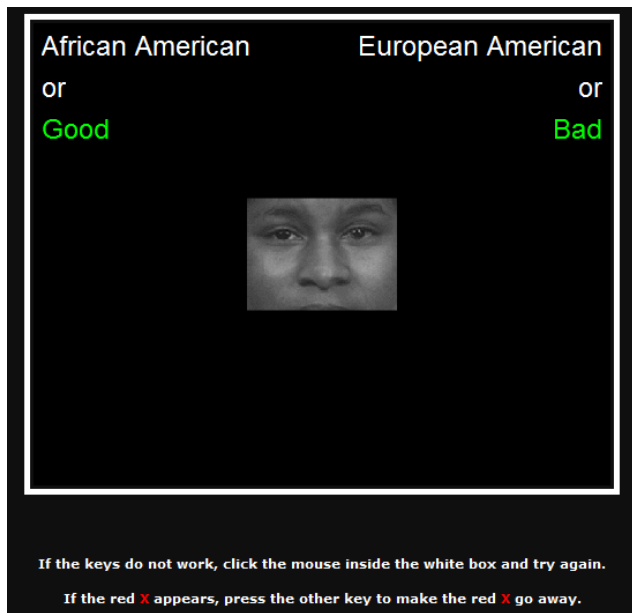 African American European American
or or
Good Bad
If the keys do not work, click the mouse inside the white box and try again.
If the red X appears, press the other key to make the red X go away.